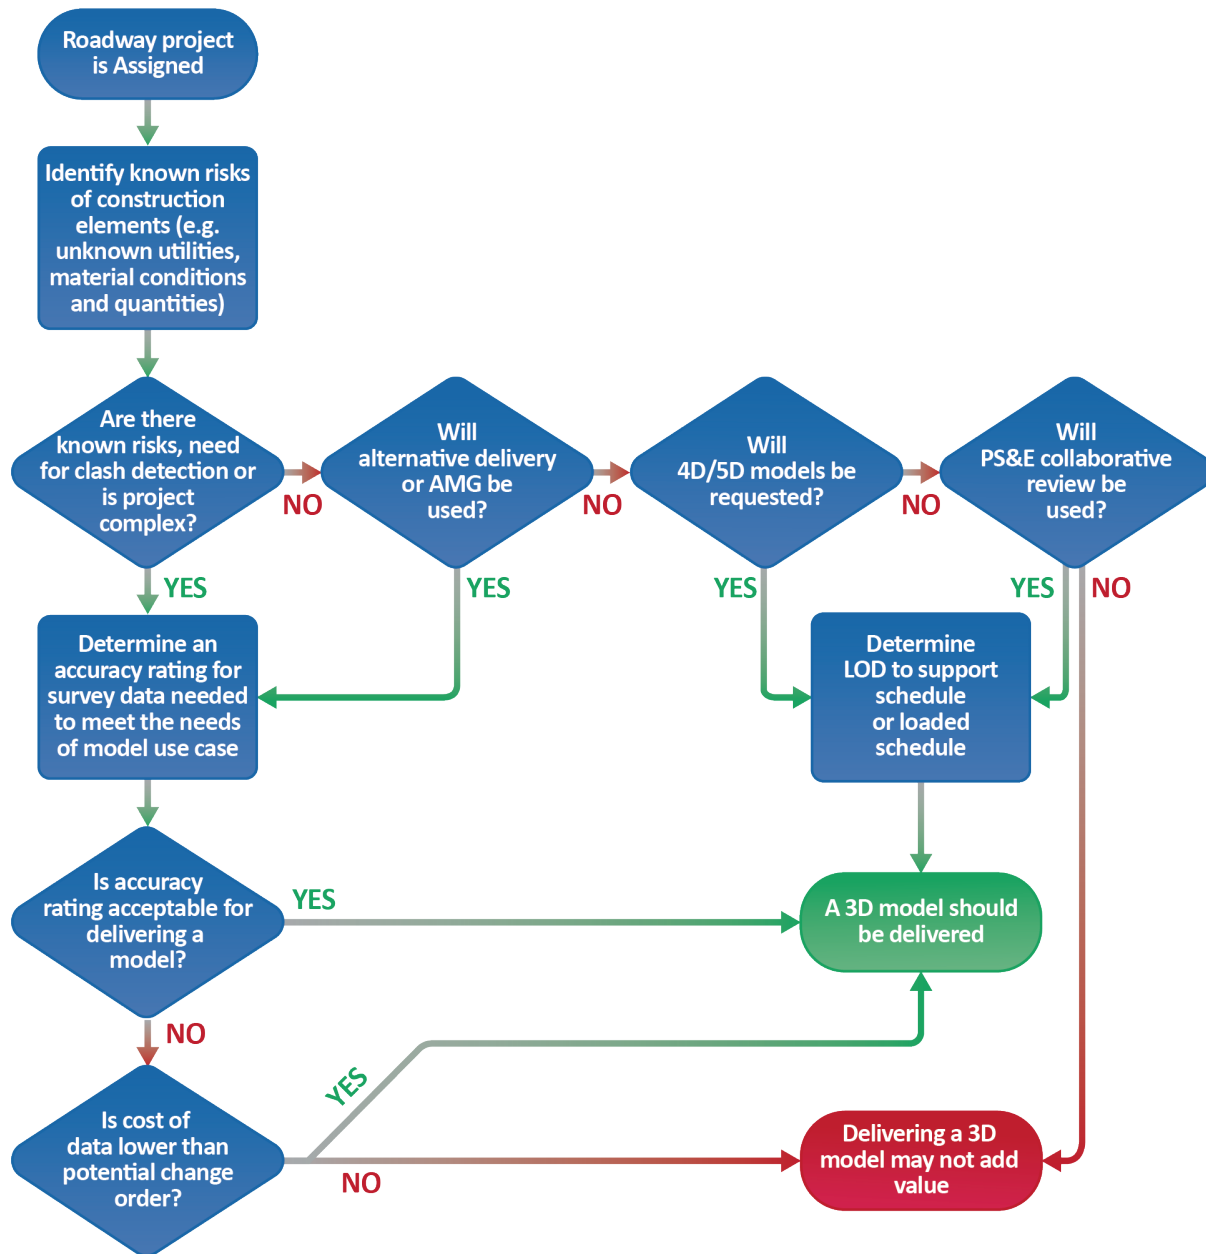 Roadway project
is Assigned
Identify known risks
of construction
elements (e.g.
unknown utilities,
material conditions
and quantities)
Are there
known risks, need
for clash detection or
is project
complex?
NO
Will
alternative delivery
or AMG be
used?
NO
Will
4D/5D models be
requested?
NO
Will
PS&E collaborative
review be
used?
YES
YES
YES
YES
NO
Determine an
accuracy rating for
survey data needed
to meet the needs
of model use case
Determine
LOD to support
schedule
or loaded
schedule
Is accuracy
rating acceptable for
delivering a
model?
YES
A 3D model should
be delivered
NO
YES
Is cost of
data lower than
potential change
order?
NO
Delivering a 3D
model may not add
value